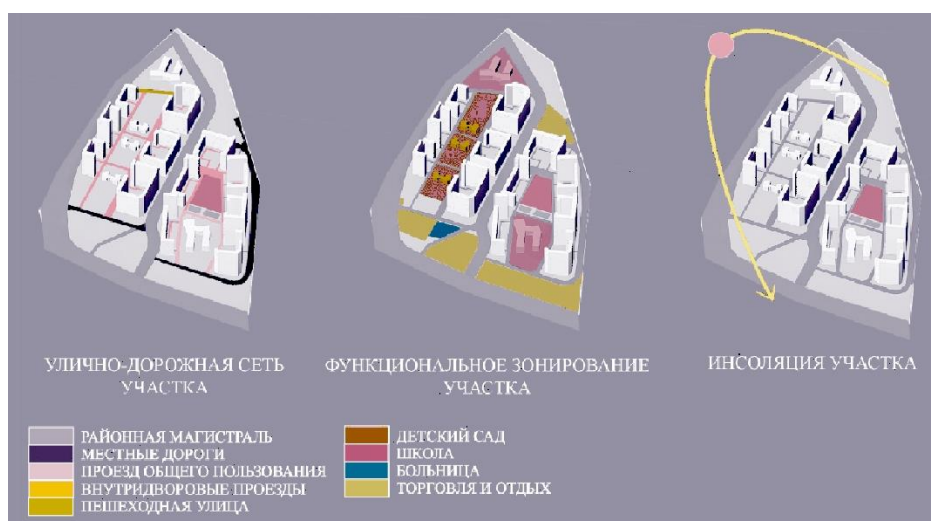 УЛИЧНО-ДОРОЖНАЯ СЕТЬ
УЧАСТКА
ФУНКЦИОНАЛЬНОЕ ЗОНИРОВАНИЕ
УЧАСТКА
ИНСОЛЯЦИЯ УЧАСТКА
РАЙОННАЯ МАГИСТРАЛЬ
МЕСТНЫЕ ДОРОГИ
ПРОЕЗД ОБЩЕГО ПОЛЬЗОВАНИЯ
ВНУТРИДВОРОВЫЕ ПРОЕЗДЫ
ПЕШЕХОДНАЯ УЛИЦА
ДЕТСКИЙ САД
ШКОЛА
БОЛЬНИЦА
ТОРГОВЛЯ И ОТДЫХ